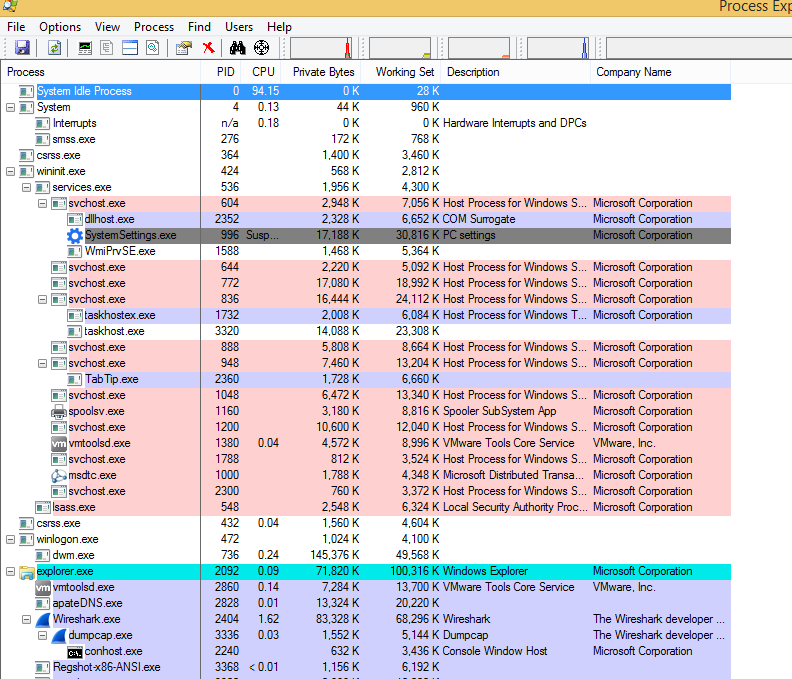 Process Exp
File Options View Process Find Users Help
Process PID CPU Private Bytes Working Set Description Company Name
System Idle Process 0 94.15 0 K 28 K
System 4 0.13 44 K 960 K
Interrupts n/a 0.18 0 K 0 K Hardware Interrupts and DPCs
smss.exe 276 172 K 768 K
csrss.exe 364 1,400 K 3,460 K
wininit.exe 424 568 K 2,812 K
services.exe 536 1,956 K 4,300 K
svchost.exe 604 2,948 K 7,056 K Host Process for Windows S... Microsoft Corporation
dllhost.exe 2352 2,328 K 6,652 K COM Surrogate Microsoft Corporation
SystemSettings.exe 996 Susp... 17,188 K 30,816 K PC settings Microsoft Corporation
WmiPrvSE.exe 1588 1,468 K 5,364 K
svchost.exe 644 2,220 K 5,092 K Host Process for Windows S... Microsoft Corporation
svchost.exe 772 17,080 K 18,992 K Host Process for Windows S... Microsoft Corporation
svchost.exe 836 16,444 K 24,112 K Host Process for Windows S... Microsoft Corporation
taskhostex.exe 1732 2,008 K 6,084 K Host Process for Windows T... Microsoft Corporation
taskhost.exe 3320 14,088 K 23,308 K
svchost.exe 888 5,808 K 8,664 K Host Process for Windows S... Microsoft Corporation
svchost.exe 948 7,460 K 13,204 K Host Process for Windows S... Microsoft Corporation
TabTip.exe 2360 1,728 K 6,660 K
svchost.exe 1048 6,472 K 13,340 K Host Process for Windows S... Microsoft Corporation
spoolsv.exe 1160 3,180 K 8,816 K Spooler SubSystem App Microsoft Corporation
svchost.exe 1200 10,600 K 12,040 K Host Process for Windows S... Microsoft Corporation
vm vmtoolsd.exe 1380 0.04 4,572 K 8,996 K VMware Tools Core Service VMware, Inc.
svchost.exe 1788 812 K 3,524 K Host Process for Windows S... Microsoft Corporation
msdtc.exe 1000 1,788 K 4,348 K Microsoft Distributed Transa... Microsoft Corporation
svchost.exe 2300 760 K 3,372 K Host Process for Windows S... Microsoft Corporation
lsass.exe 548 2,548 K 6,324 K Local Security Authority Proc... Microsoft Corporation
csrss.exe 432 0.04 1,560 K 4,604 K
winlogon.exe 472 1,024 K 4,100 K
dwm.exe 736 0.24 145,376 K 49,568 K
explorer.exe 2092 0.09 71,820 K 100,316 K Windows Explorer Microsoft Corporation
vm vmtoolsd.exe 2860 0.14 7,284 K 13,700 K VMware Tools Core Service VMware, Inc.
apateDNS.exe 2828 0.01 13,324 K 20,220 K
Wireshark.exe 2404 1.62 83,328 K 68,296 K Wireshark The Wireshark developer ...
dumpcap.exe 3336 0.03 1,552 K 5,144 K Dumpcap The Wireshark developer ...
conhost.exe 2240 632 K 3,436 K Console Window Host Microsoft Corporation
Regshot-x86-ANSI.exe 3368 < 0.01 1,156 K 6,192 K